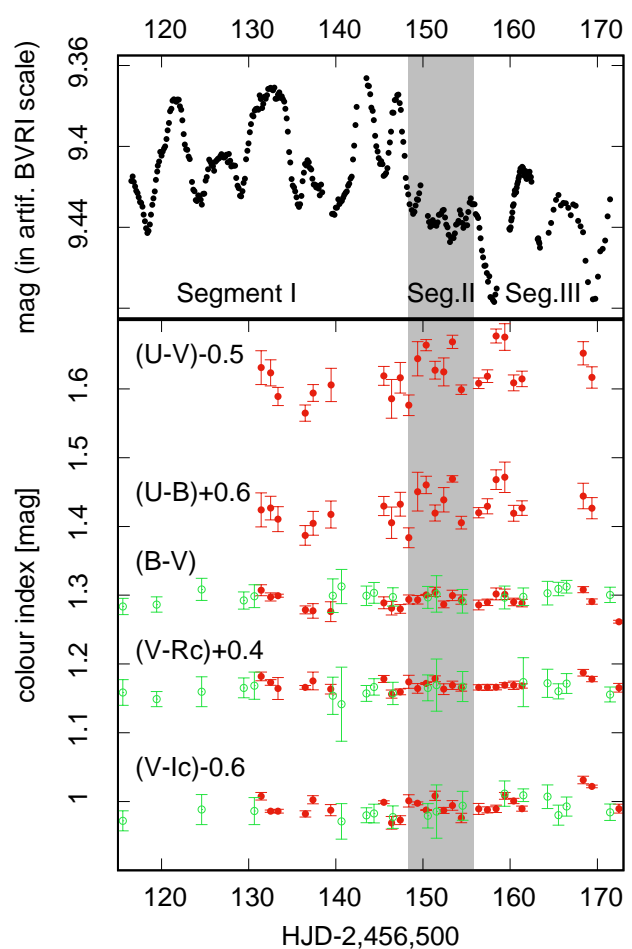 120 130 140 150 160 170
9.36
9.4
9.44
mag (in artif. BVRI scale)
Segment I Seg.II Seg.III
(U-V)-0.5
1.6
1.5
(U-B)+0.6
1.4
(B-V)
1.3
(V-Rc)+0.4
1.2
1.1
(V-Ic)-0.6
1
colour index [mag]
120 130 140 150 160 170
HJD-2,456,500